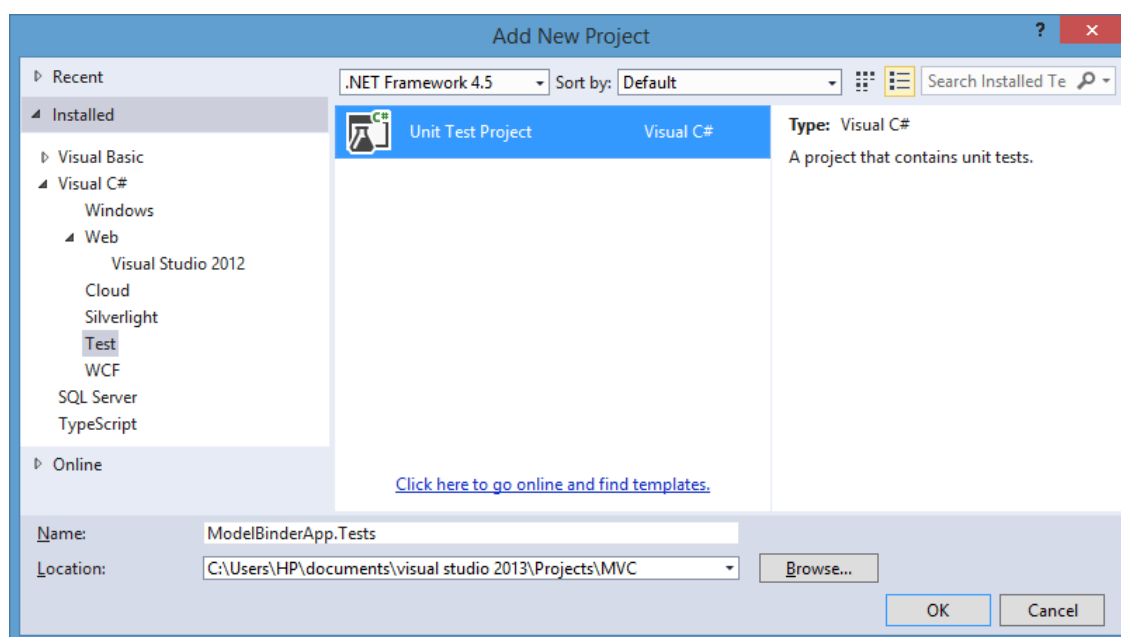 Add New Project
?
Recent
Installed
Visual Basic
Visual C#
Windows
Web
Visual Studio 2012
Cloud
Silverlight
Test
WCF
SQL Server
TypeScript
Online
.NET Framework 4.5 Sort by: Default
Search Installed Te
C#
Unit Test Project Visual C#
Click here to go online and find templates.
Type: Visual C#
A project that contains unit tests.
Name: ModelBinderApp.Tests
Location: C:\Users\HP\documents\visual studio 2013\Projects\MVC
Browse...
OK Cancel